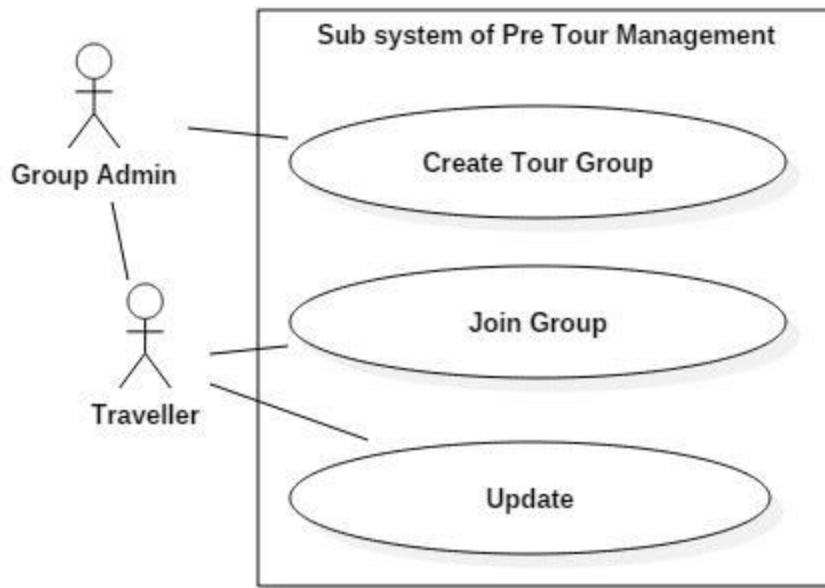 Sub system of Pre Tour Management
Create Tour Group
Group Admin
Join Group
Traveller
Update